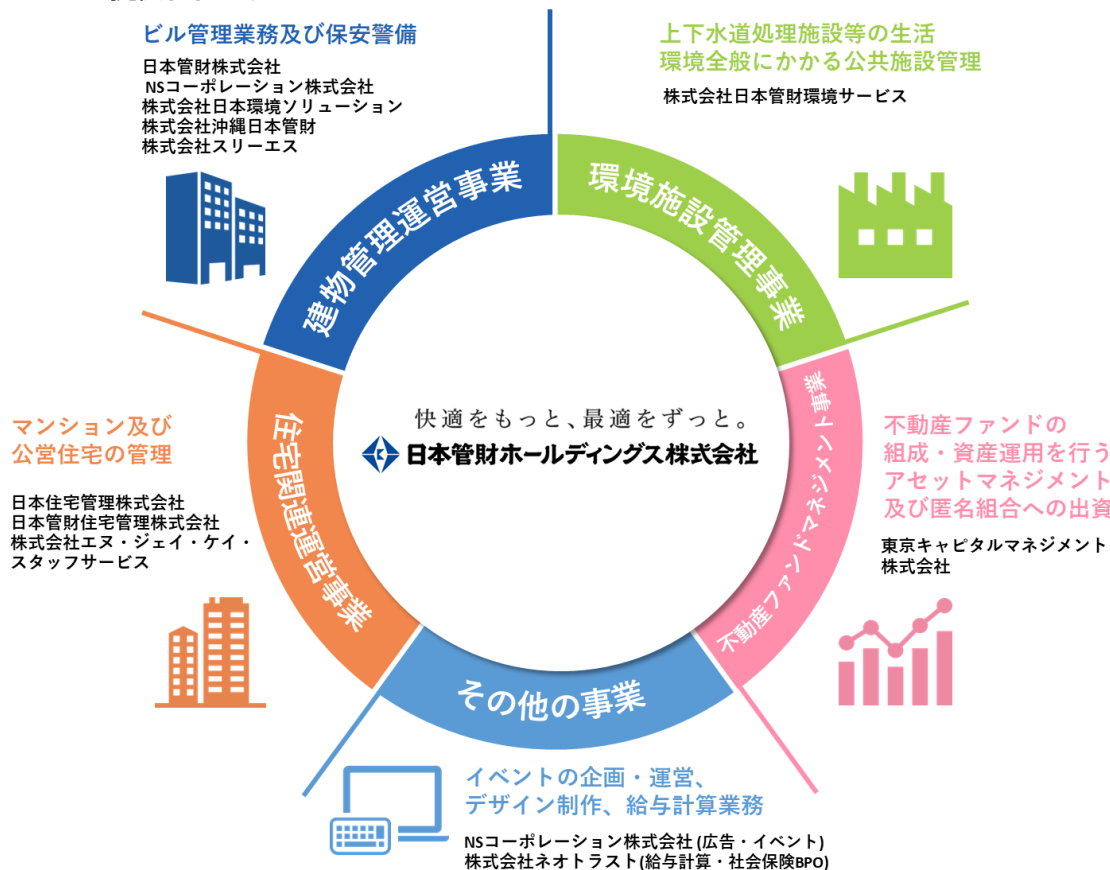 ビル管理業務及び保安警備
日本管財株式会社
NSコーポレーション株式会社
株式会社日本環境ソリューション
株式会社沖縄日本管財
株式会社スリーエス
上下水道処理施設等の生活
環境全般にかかる公共施設管理
株式会社日本管財環境サービス
建物管理運営事業
環境施設管理事業
快適をもっと、最適をずっと。
日本管財ホールディングス株式会社
マンション及び
公営住宅の管理
日本住宅管理株式会社
日本管財住宅管理株式会社
株式会社エヌ・ジェイ・ケイ・
スタッフサービス
住宅関連運営事業
不動産ファンドマネジメント事業
不動産ファンドの
組成・資産運用を行う
アセットマネジメント
及び匿名組合への出資
東京キャピタルマネジメント
株式会社
その他の事業
イベントの企画・運営、
デザイン制作、給与計算業務
NSコーポレーション株式会社 (広告・イベント)
株式会社ネオトラスト(給与計算・社会保険BPO)